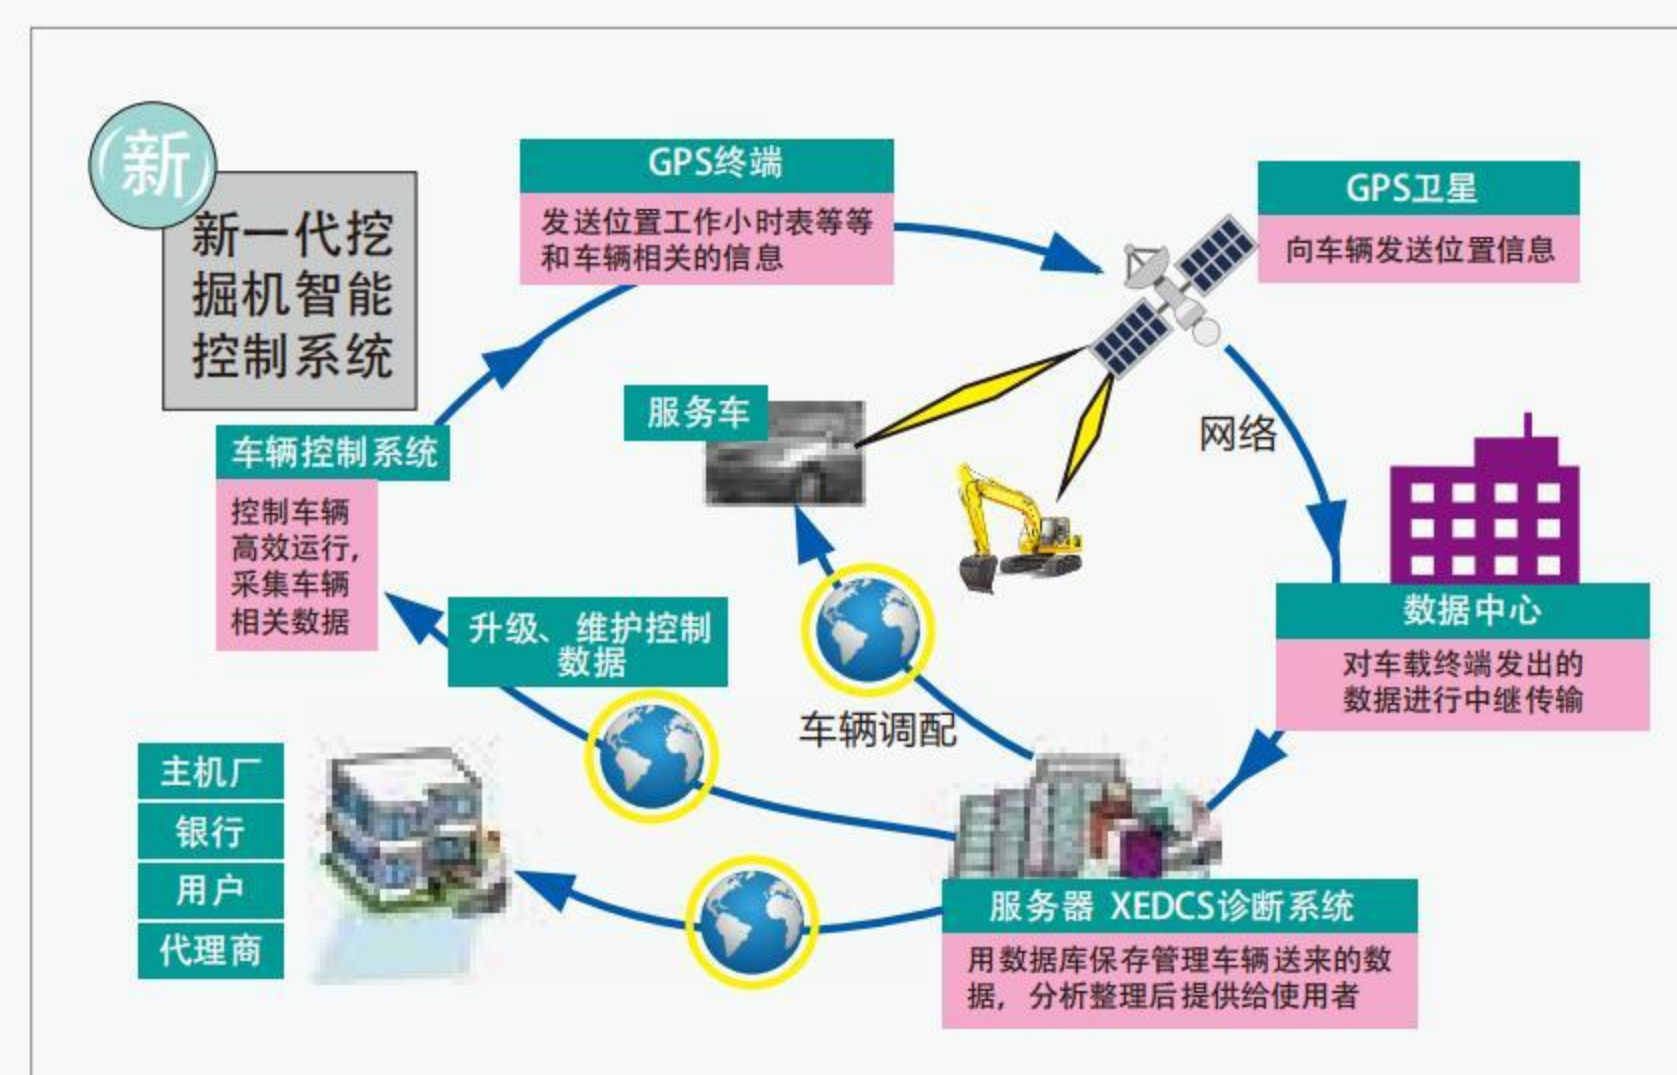 新
新一代挖
掘机智能
控制系统
GPS终端
发送位置工作小时表等等
和车辆相关的信息
GPS卫星
向车辆发送位置信息
服务车
网络
车辆控制系统
控制车辆
高效运行,
采集车辆
相关数据
升级、维护控制
数据
数据中心
对车载终端发出的
数据进行中继传输
车辆调配
主机厂
银行
用户
代理商
服务器 XEDCS诊断系统
用数据库保存管理车辆送来的数
据, 分析整理后提供给使用者